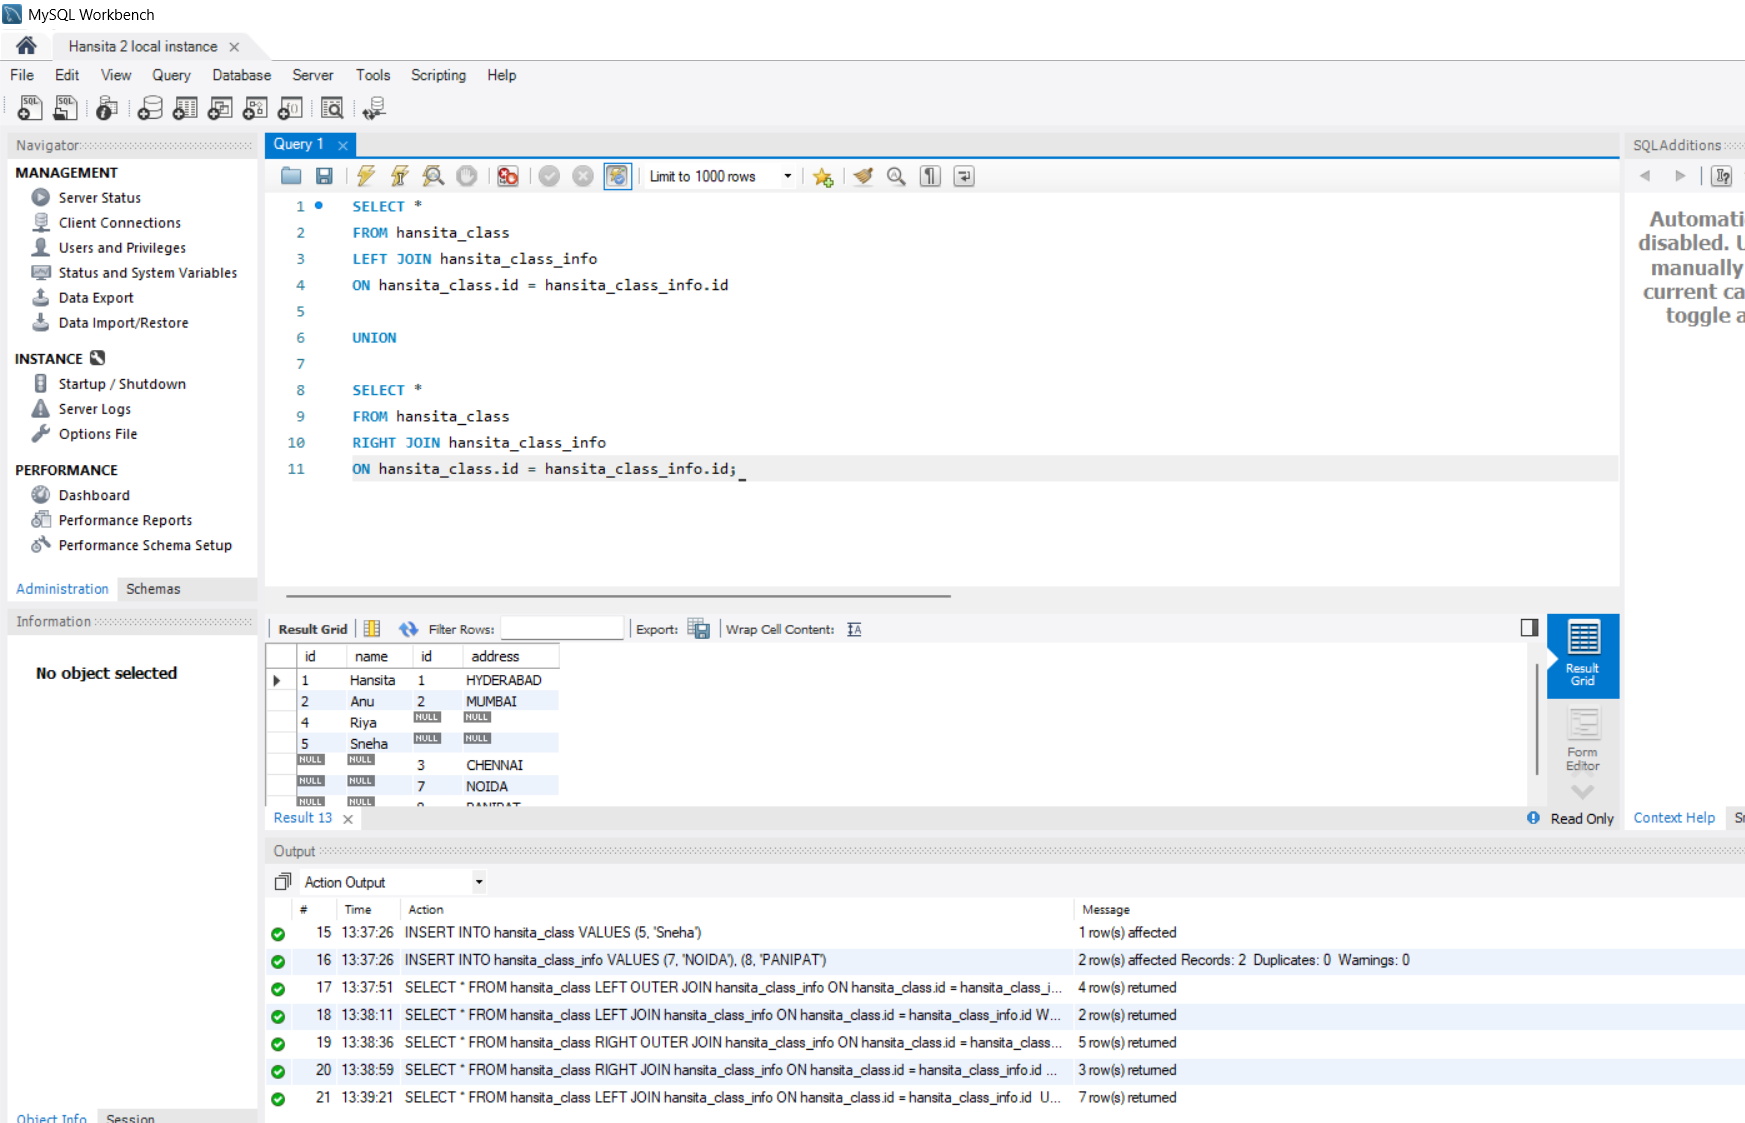 MySQL Workbench
Hansita 2 local instance
File Edit View Query Database Server Tools Scripting Help
Navigator
MANAGEMENT
Server Status
Client Connections
Users and Privileges
Status and System Variables
Data Export
Data Import/Restore
INSTANCE
Startup / Shutdown
Server Logs
Options File
PERFORMANCE
Dashboard
Performance Reports
Performance Schema Setup
Administration Schemas
Information
No object selected
Object Info Session
Query 1
Limit to 1000 rows
1 SELECT *
2 FROM hansita_class
3 LEFT JOIN hansita_class_info
4 ON hansita_class.id = hansita_class_info.id
5
6 UNION
7
8 SELECT *
9 FROM hansita_class
10 RIGHT JOIN hansita_class_info
11 ON hansita_class.id = hansita_class_info.id;
Result Grid Filter Rows: Export: Wrap Cell Content:
id name id address
1 Hansita 1 HYDERABAD
2 Anu 2 MUMBAI
4 Riya NULL NULL
5 Sneha NULL NULL
NULL NULL 3 CHENNAI
NULL NULL 7 NOIDA
NULL NULL 8 PANIPAT
Result Grid
Form Editor
Result 13
Read Only
SQLAdditions
Automati
disabled. U
manually
current ca
toggle a
Context Help Sn
Output
Action Output
# Time Action Message
15 13:37:26 INSERT INTO hansita_class VALUES (5, 'Sneha') 1 row(s) affected
16 13:37:26 INSERT INTO hansita_class_info VALUES (7, 'NOIDA'), (8, 'PANIPAT') 2 row(s) affected Records: 2 Duplicates: 0 Warnings: 0
17 13:37:51 SELECT * FROM hansita_class LEFT OUTER JOIN hansita_class_info ON hansita_class.id = hansita_class_i... 4 row(s) returned
18 13:38:11 SELECT * FROM hansita_class LEFT JOIN hansita_class_info ON hansita_class.id = hansita_class_info.id W... 2 row(s) returned
19 13:38:36 SELECT * FROM hansita_class RIGHT OUTER JOIN hansita_class_info ON hansita_class.id = hansita_class... 5 row(s) returned
20 13:38:59 SELECT * FROM hansita_class RIGHT JOIN hansita_class_info ON hansita_class.id = hansita_class_info.id ... 3 row(s) returned
21 13:39:21 SELECT * FROM hansita_class LEFT JOIN hansita_class_info ON hansita_class.id = hansita_class_info.id U... 7 row(s) returned